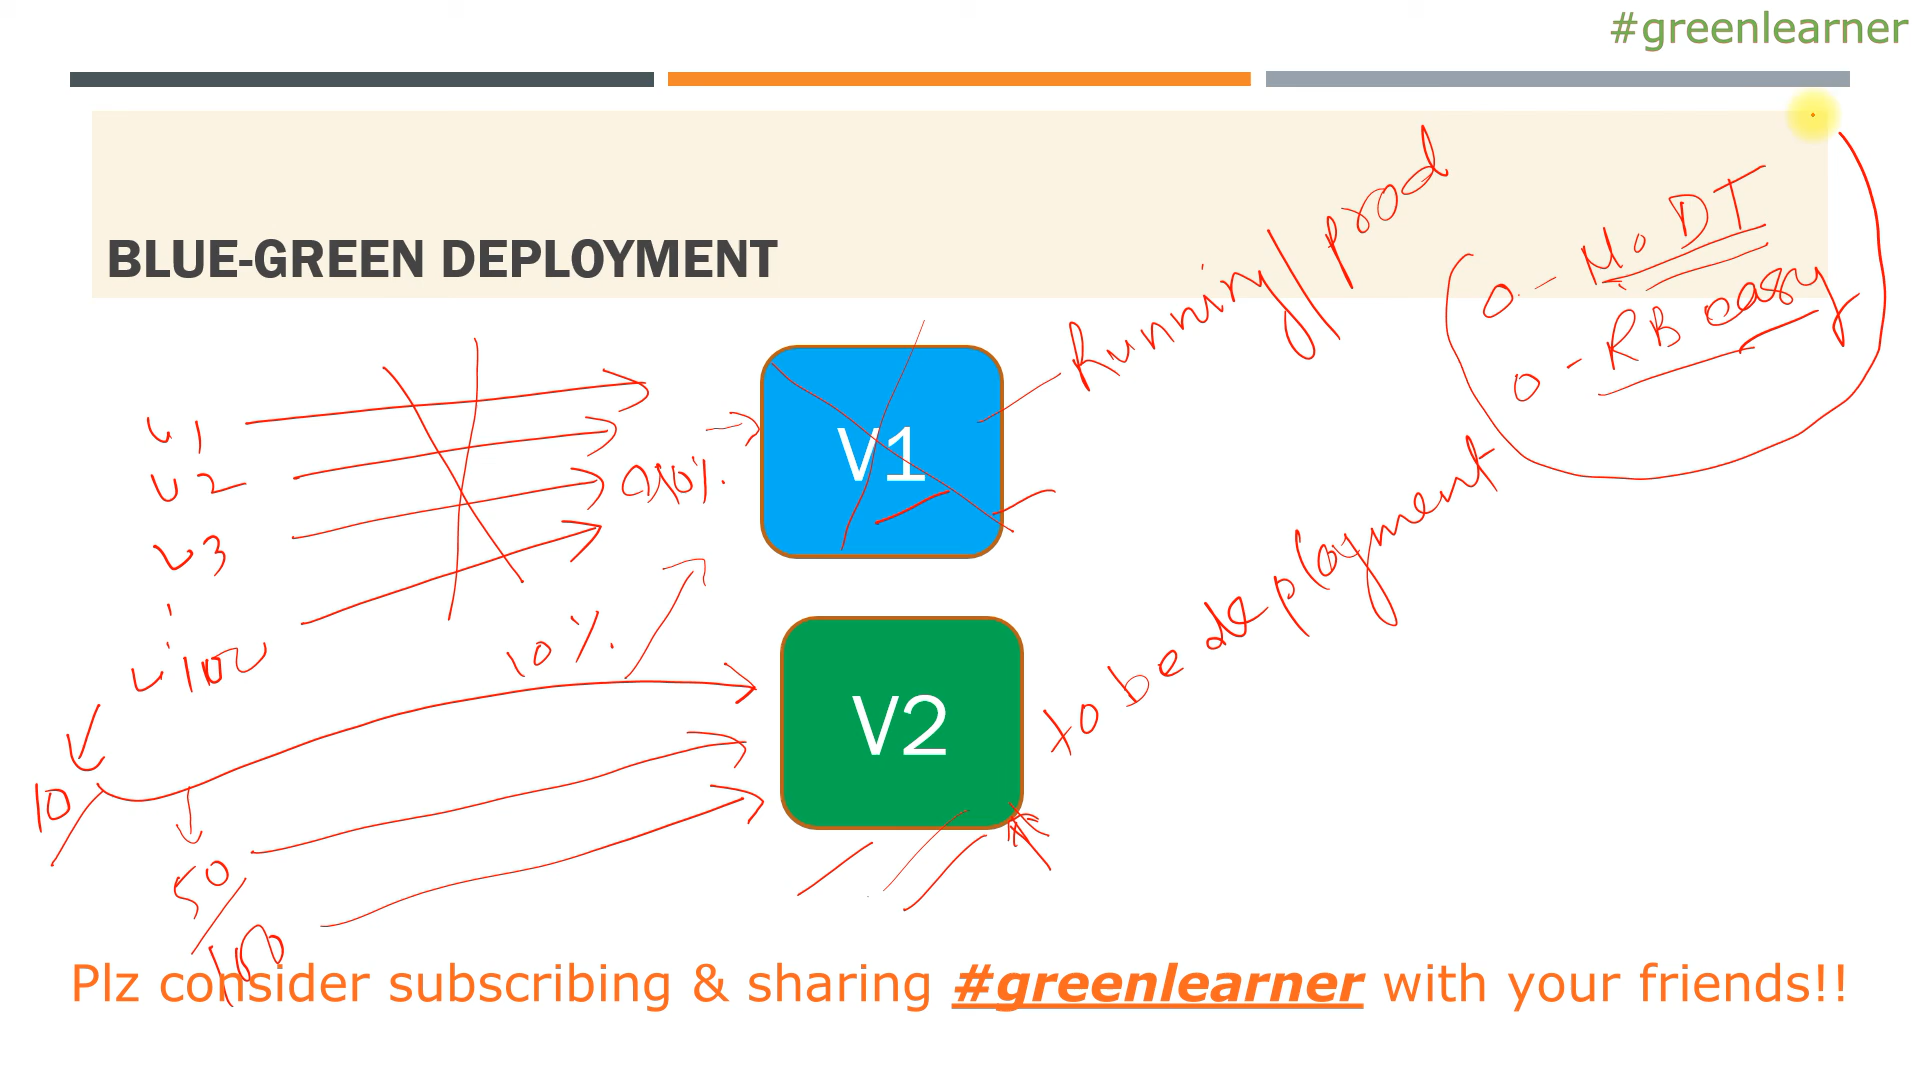 #greenlearner
BLUE-GREEN DEPLOYMENT
Running/prod
0 - No DT
0 - RB easy
V1
u1
u2
90%
u3
u100
10%
to be deployment
V2
10
50
100
Plz consider subscribing & sharing #greenlearner with your friends!!